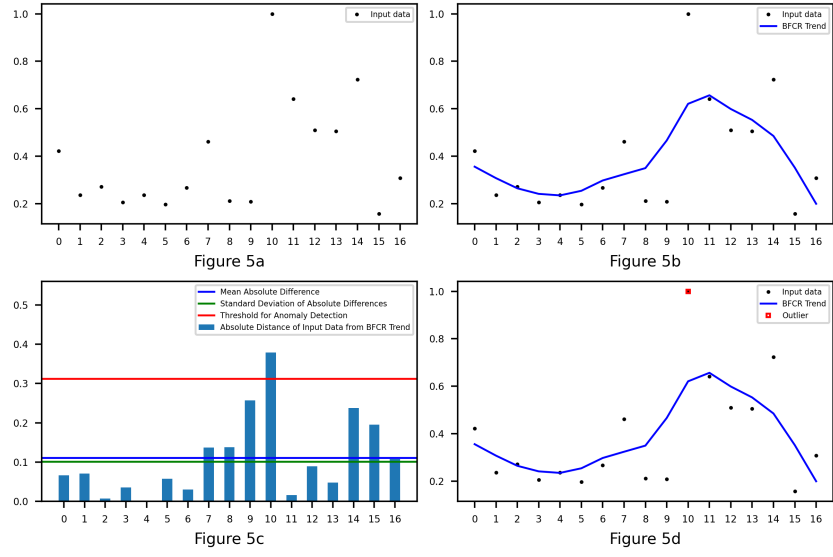 1.0
0.8
0.6
0.4
0.2
Input data
0 1 2 3 4 5 6 7 8 9 10 11 12 13 14 15 16
Figure 5a
1.0
0.8
0.6
0.4
0.2
Input data
BFCR Trend
0 1 2 3 4 5 6 7 8 9 10 11 12 13 14 15 16
Figure 5b
0.5
0.4
0.3
0.2
0.1
0.0
Mean Absolute Difference
Standard Deviation of Absolute Differences
Threshold for Anomaly Detection
Absolute Distance of Input Data from BFCR Trend
0 1 2 3 4 5 6 7 8 9 10 11 12 13 14 15 16
Figure 5c
1.0
0.8
0.6
0.4
0.2
Input data
BFCR Trend
Outlier
0 1 2 3 4 5 6 7 8 9 10 11 12 13 14 15 16
Figure 5d